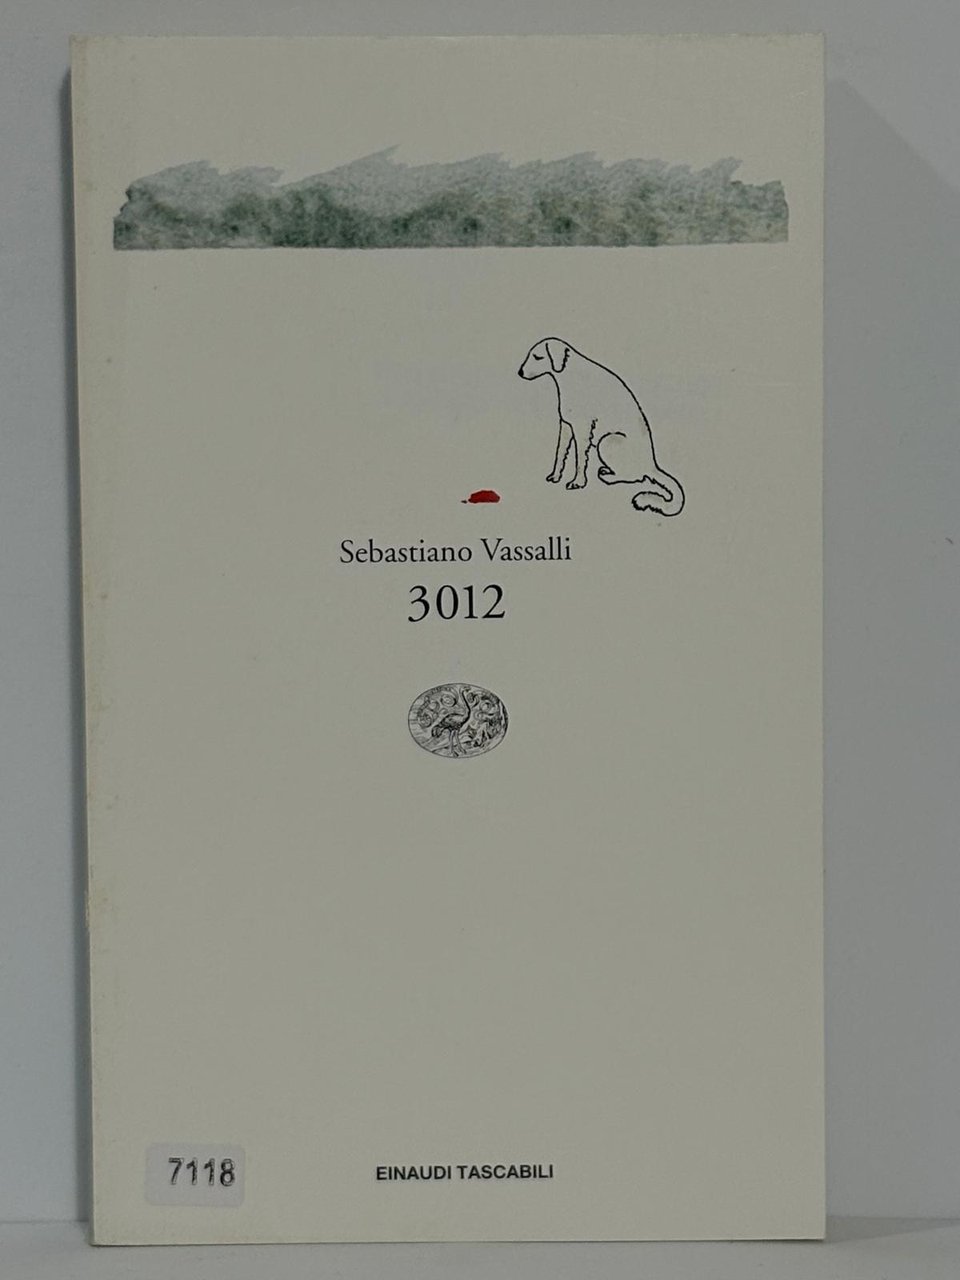 Sebastiano Vassalli
3012
7118
EINAUDI TASCABILI